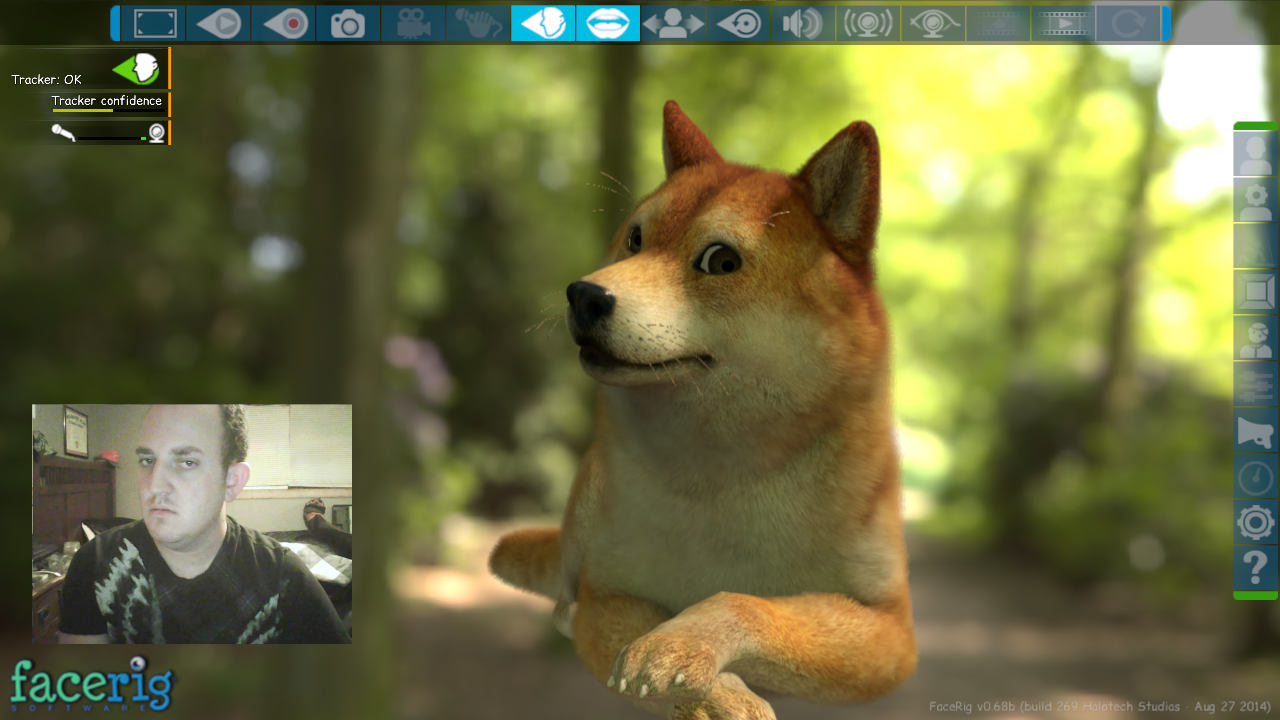 Tracker: OK
Tracker confidence
?
facerig
SOFTWARE
FaceRig v0.68b (build 269 Holotech Studios - Aug 27 2014)